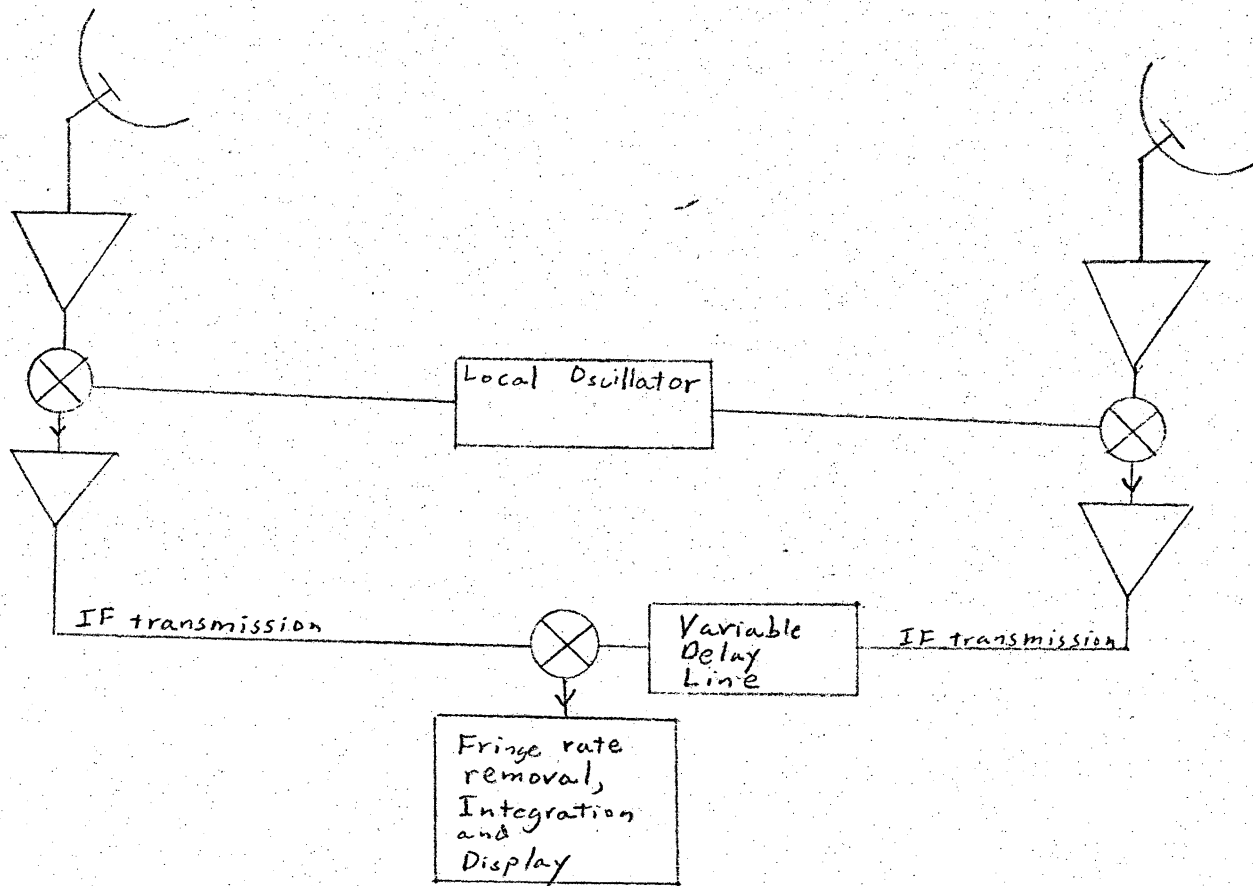 Local Oscillator
IF transmission
Variable
Delay
Line
IF transmission
Fringe rate
removal,
Integration
and
Display